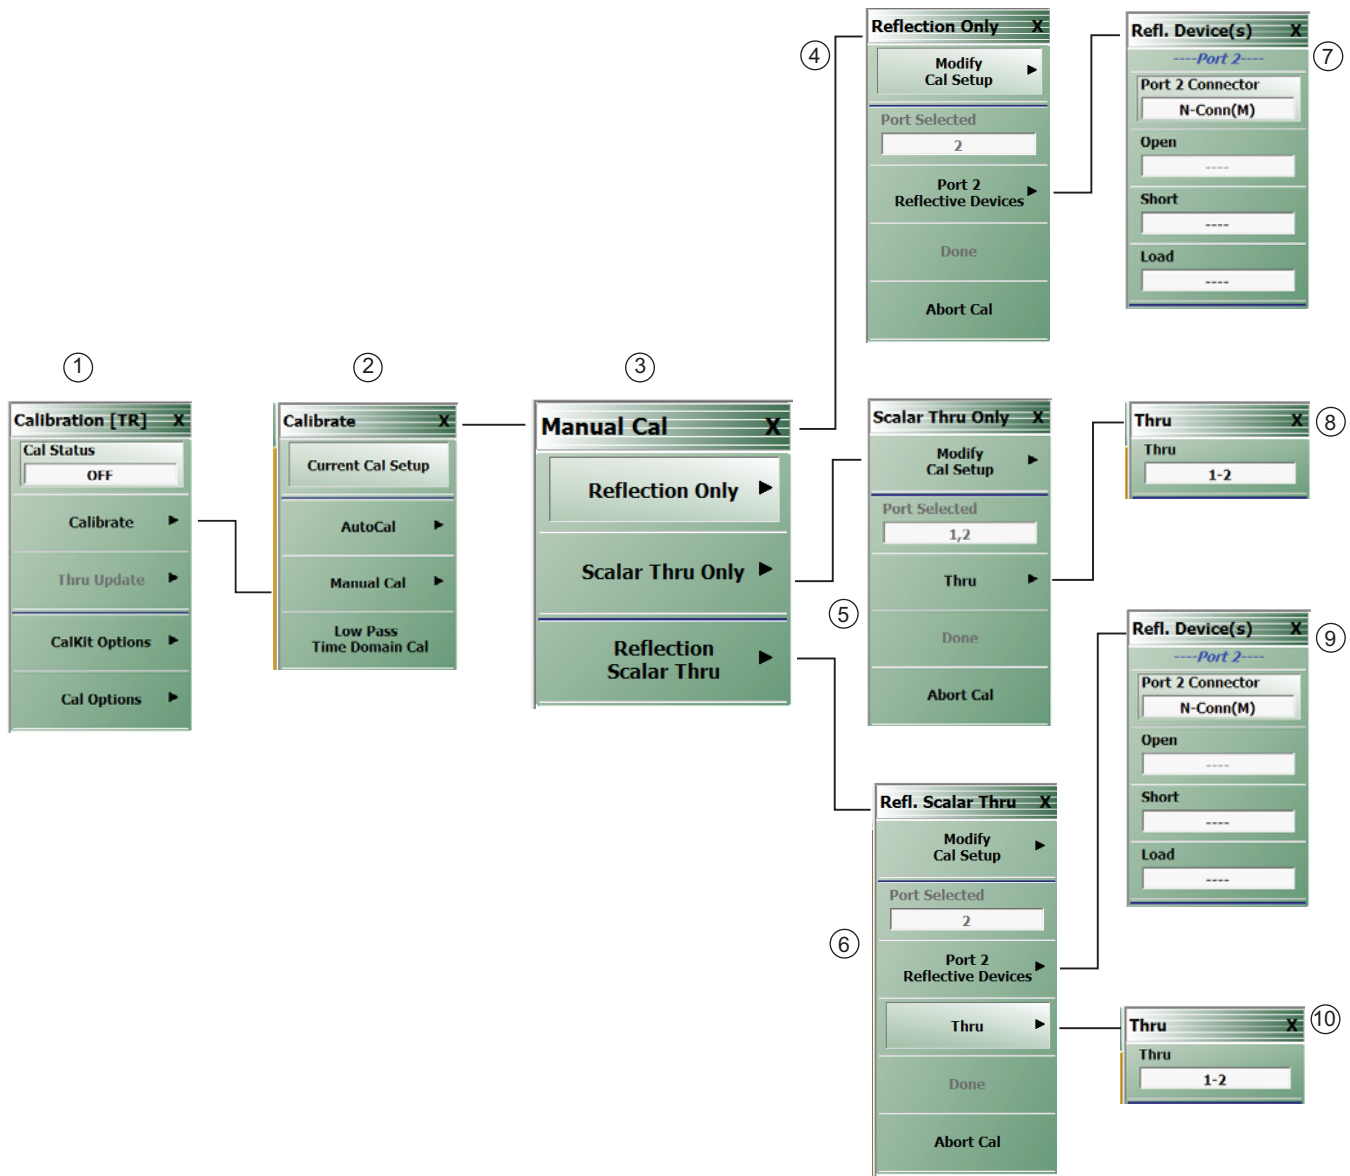 1
Calibration [TR] X
Cal Status
OFF
Calibrate
Thru Update
CalKit Options
Cal Options
2
Calibrate X
Current Cal Setup
AutoCal
Manual Cal
Low Pass
Time Domain Cal
3
Manual Cal X
Reflection Only
Scalar Thru Only
Reflection
Scalar Thru
4
Reflection Only X
Modify
Cal Setup
Port Selected
2
Port 2
Reflective Devices
Done
Abort Cal
5
Scalar Thru Only X
Modify
Cal Setup
Port Selected
1,2
Thru
Done
Abort Cal
6
Refl. Scalar Thru X
Modify
Cal Setup
Port Selected
2
Port 2
Reflective Devices
Thru
Done
Abort Cal
7
Refl. Device(s) X
----Port 2----
Port 2 Connector
N-Conn(M)
Open
----
Short
----
Load
----
8
Thru X
Thru
1-2
9
Refl. Device(s) X
----Port 2----
Port 2 Connector
N-Conn(M)
Open
----
Short
----
Load
----
10
Thru X
Thru
1-2